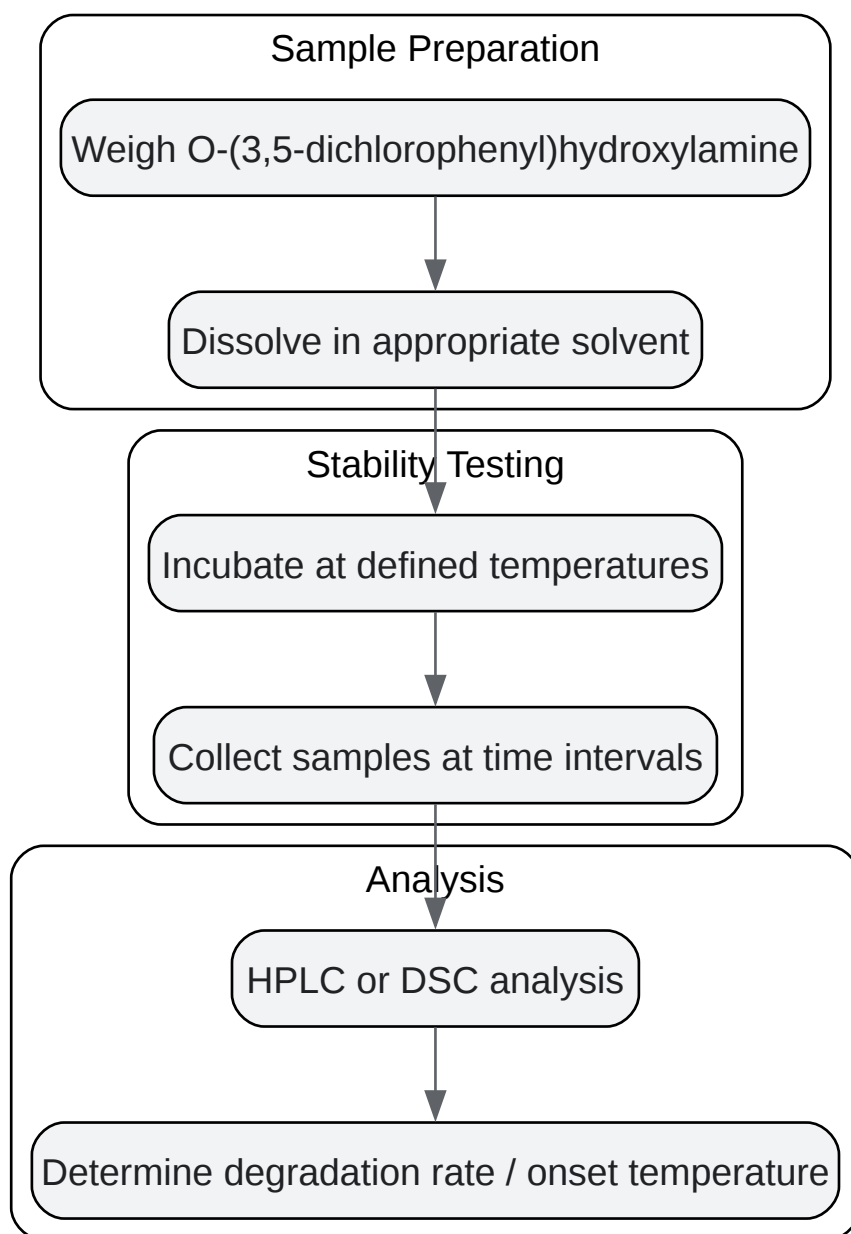 Sample Preparation
Weigh O-(3,5-dichlorophenyl)hydroxylamine
Dissolve in appropriate solvent
Stability Testing
Incubate at defined temperatures
Collect samples at time intervals
Analysis
HPLC or DSC analysis
Determine degradation rate / onset temperature